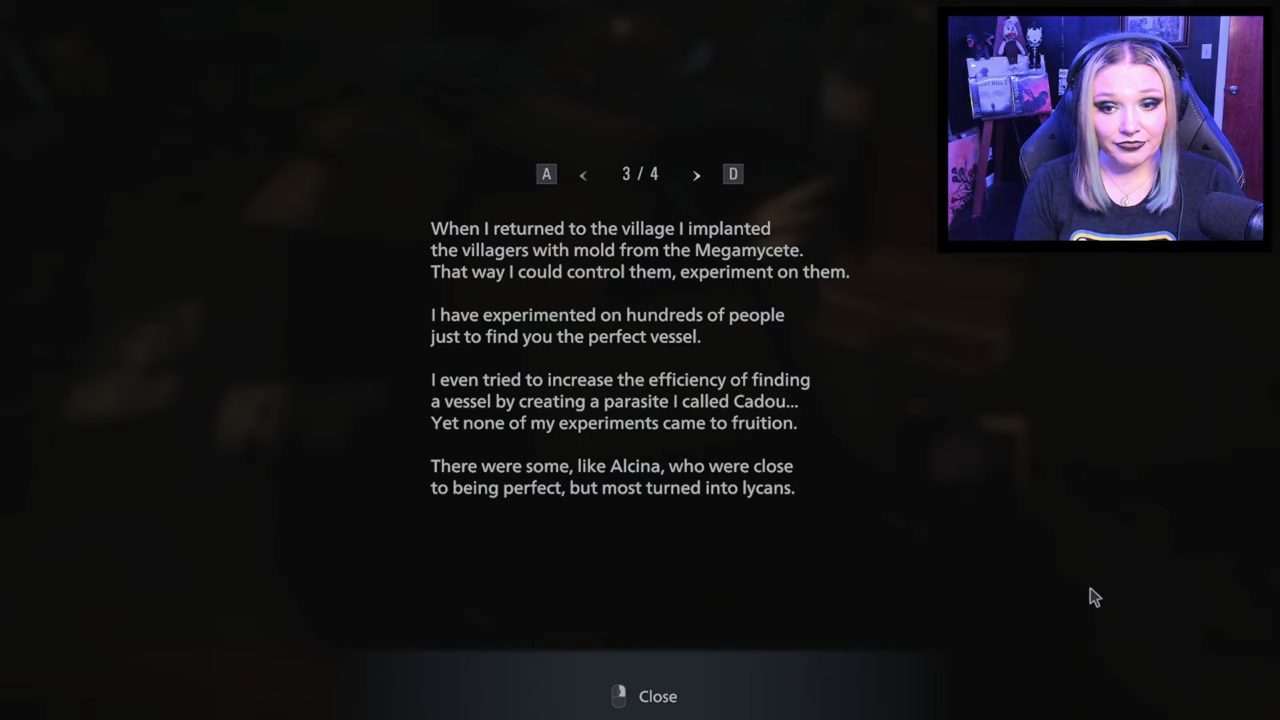 A < 3 / 4 > D
When I returned to the village I implanted
the villagers with mold from the Megamycete.
That way I could control them, experiment on them.
I have experimented on hundreds of people
just to find you the perfect vessel.
I even tried to increase the efficiency of finding
a vessel by creating a parasite I called Cadou...
Yet none of my experiments came to fruition.
There were some, like Alcina, who were close
to being perfect, but most turned into lycans.
Close